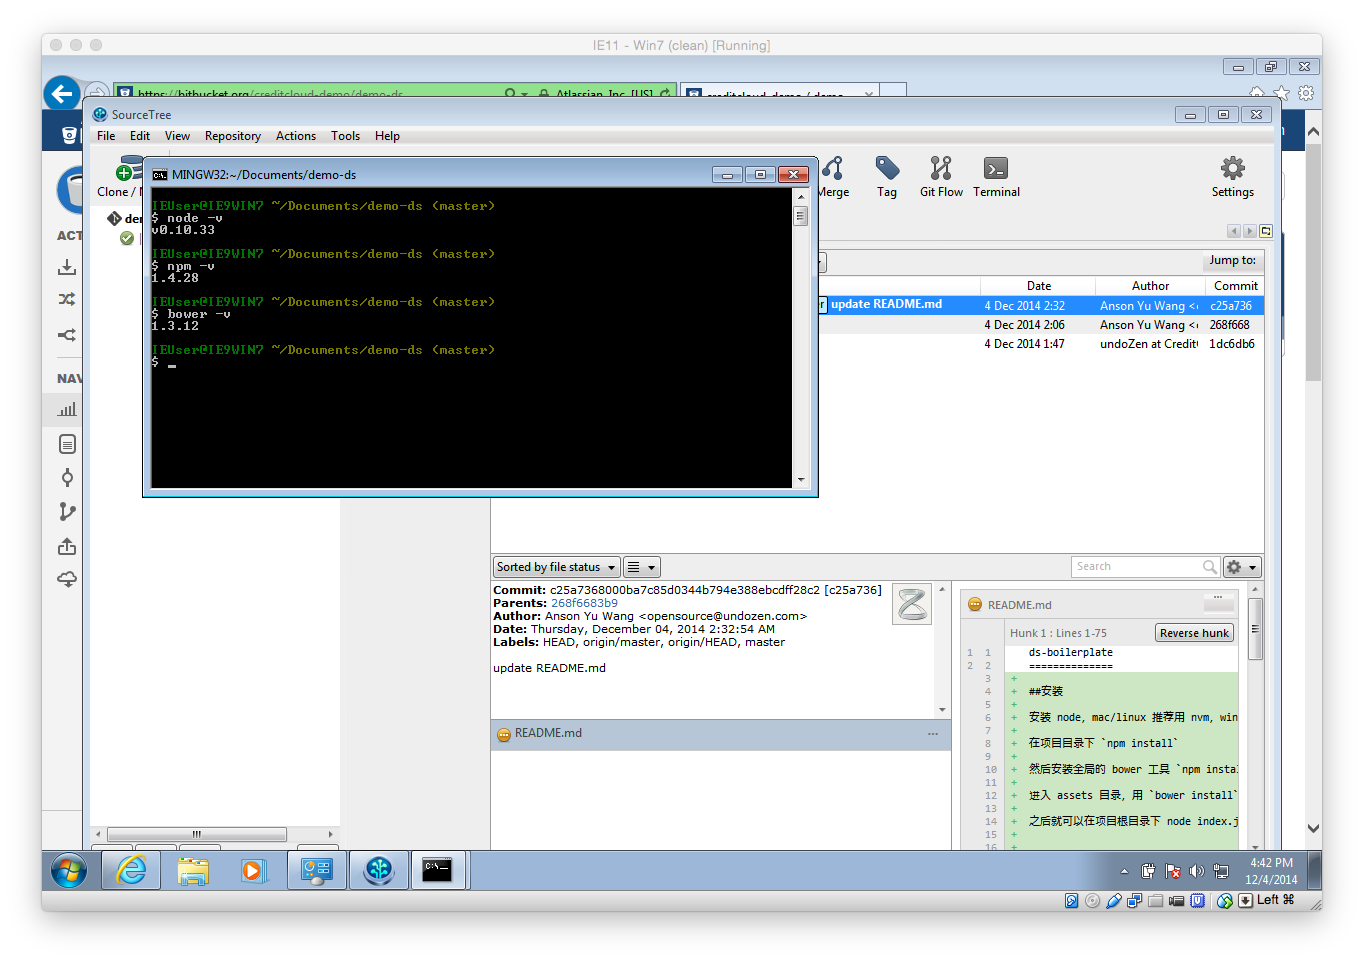 IE11 - Win7 (clean) [Running]
https://bitbucket.org/creditcloud-demo/demo-ds
Atlassian, Inc. [US]
creditcloud-demo / demo
SourceTree
File Edit View Repository Actions Tools Help
Clone /
Merge
Tag
Git Flow
Terminal
Settings
MINGW32:~/Documents/demo-ds
IEUser@IE9WIN7 ~/Documents/demo-ds (master)
$ node -v
v0.10.33
IEUser@IE9WIN7 ~/Documents/demo-ds (master)
$ npm -v
1.4.28
IEUser@IE9WIN7 ~/Documents/demo-ds (master)
$ bower -v
1.3.12
IEUser@IE9WIN7 ~/Documents/demo-ds (master)
$
ACT
NAV
Jump to:
Date Author Commit
update README.md 4 Dec 2014 2:32 Anson Yu Wang <o c25a736
4 Dec 2014 2:06 Anson Yu Wang <o 268f668
4 Dec 2014 1:47 undoZen at Credit 1dc6db6
Sorted by file status
Search
Commit: c25a7368000ba7c85d0344b794e388ebcdff28c2 [c25a736]
Parents: 268f6683b9
Author: Anson Yu Wang <opensource@undozen.com>
Date: Thursday, December 04, 2014 2:32:54 AM
Labels: HEAD, origin/master, origin/HEAD, master
update README.md
README.md
README.md
Hunk 1 : Lines 1-75
Reverse hunk
1 1 ds-boilerplate
2 2 ==============
3 +
4 + ##安装
5 +
6 + 安装 node, mac/linux 推荐用 nvm, win
7 +
8 + 在项目目录下 `npm install`
9 +
10 + 然后安装全局的 bower 工具 `npm insta
11 +
12 + 进入 assets 目录, 用 `bower install`
13 +
14 + 之后就可以在项目根目录下 node index.j
15 +
16 +
4:42 PM
12/4/2014
Left ⌘